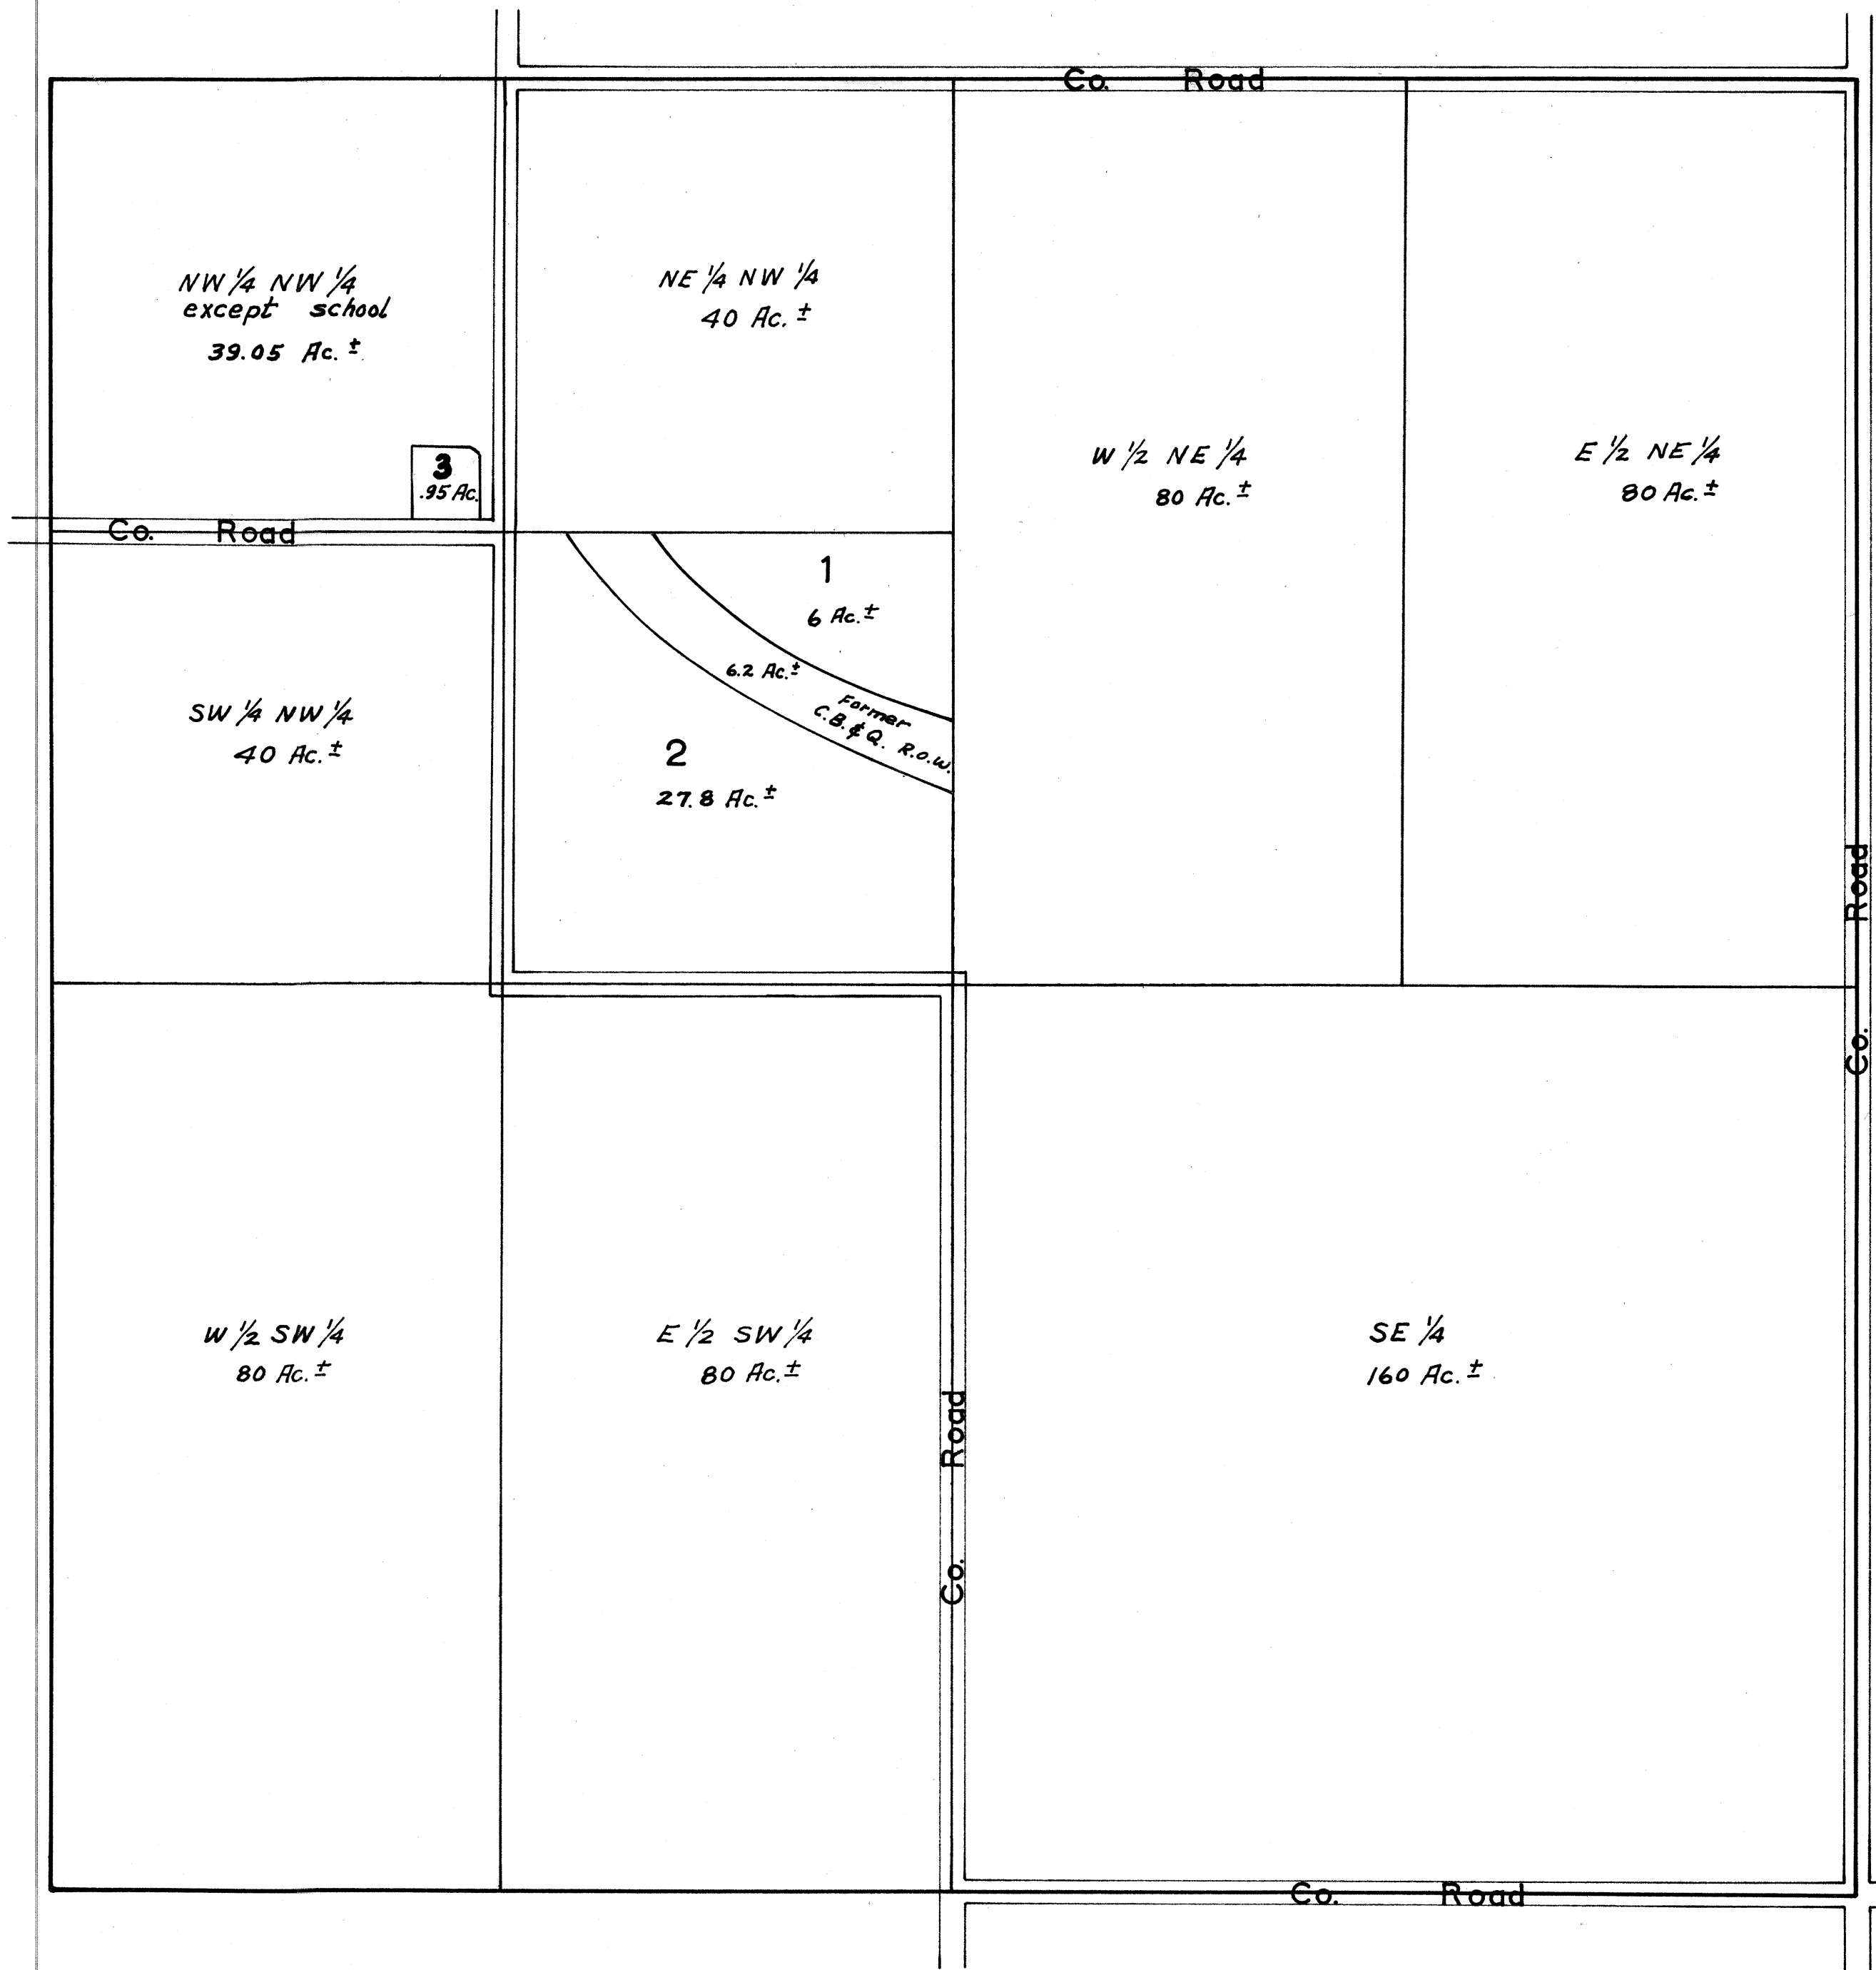 Co. Road
NW 1/4 NW 1/4
except school
39.05 Ac. ±
3
.95 Ac.
NE 1/4 NW 1/4
40 Ac. ±
W 1/2 NE 1/4
80 Ac. ±
E 1/2 NE 1/4
80 Ac. ±
Co. Road
1
6 Ac. ±
6.2 Ac. ±
Former
C.B. & Q. R.O.W.
2
27.8 Ac. ±
SW 1/4 NW 1/4
40 Ac. ±
Co. Road
W 1/2 SW 1/4
80 Ac. ±
E 1/2 SW 1/4
80 Ac. ±
Co. Road
SE 1/4
160 Ac. ±
Co. Road